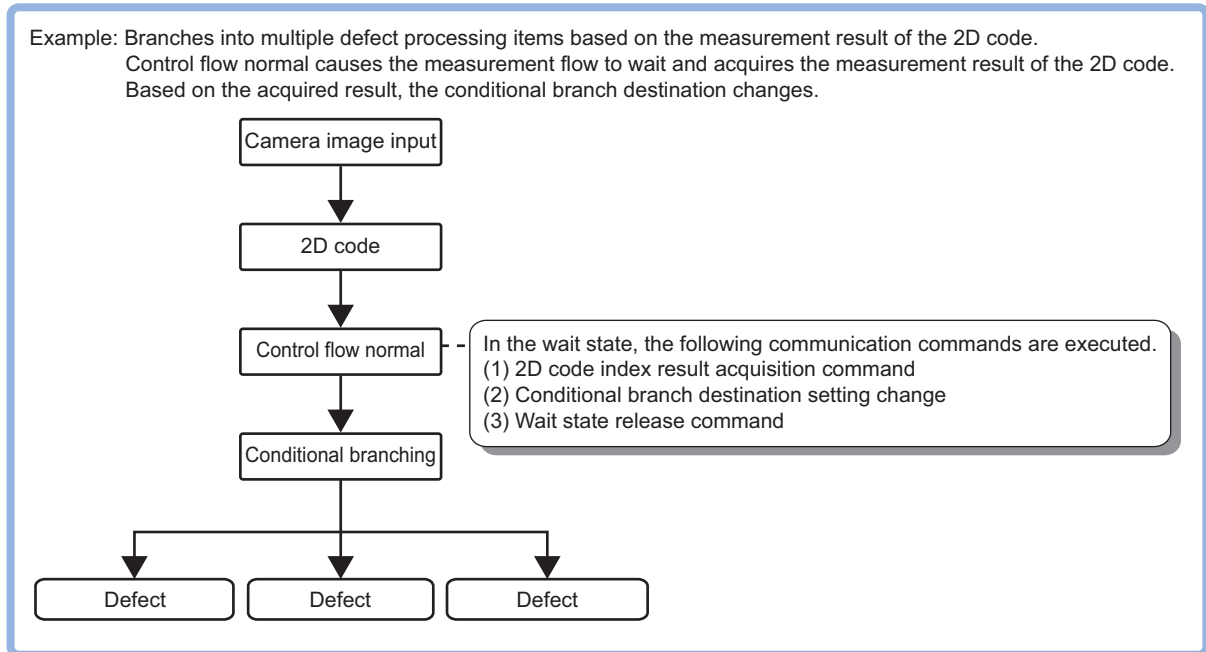 Example: Branches into multiple defect processing items based on the measurement result of the 2D code.
Control flow normal causes the measurement flow to wait and acquires the measurement result of the 2D code.
Based on the acquired result, the conditional branch destination changes.
Camera image input
2D code
Control flow normal
In the wait state, the following communication commands are executed.
(1) 2D code index result acquisition command
(2) Conditional branch destination setting change
(3) Wait state release command
Conditional branching
Defect
Defect
Defect